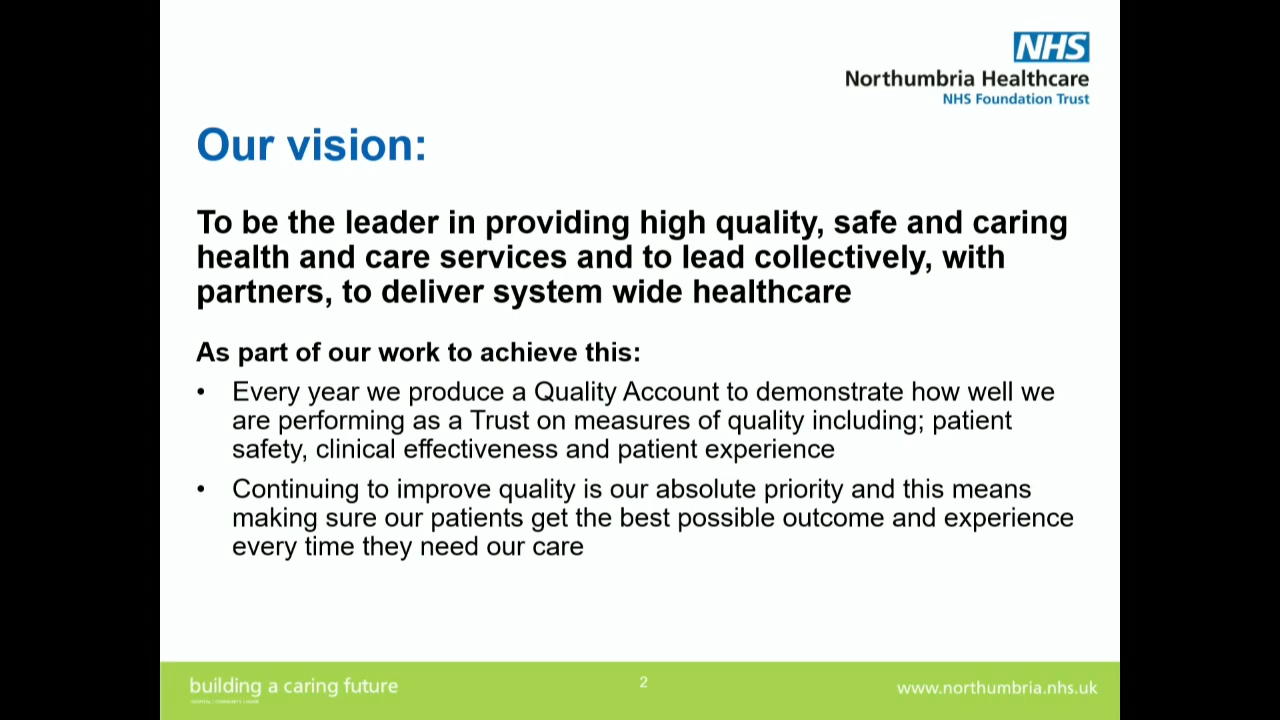 NHS
Northumbria Healthcare
NHS Foundation Trust
Our vision:
To be the leader in providing high quality, safe and caring
health and care services and to lead collectively, with
partners, to deliver system wide healthcare
As part of our work to achieve this:
• Every year we produce a Quality Account to demonstrate how well we
are performing as a Trust on measures of quality including; patient
safety, clinical effectiveness and patient experience
• Continuing to improve quality is our absolute priority and this means
making sure our patients get the best possible outcome and experience
every time they need our care
building a caring future
2
www.northumbria.nhs.uk